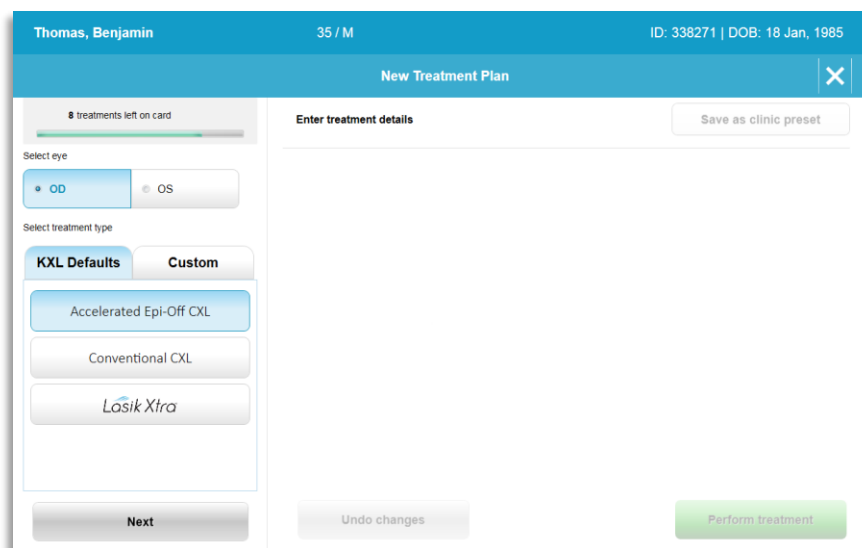 Thomas, Benjamin 35 / M ID: 338271 | DOB: 18 Jan, 1985
New Treatment Plan
8 treatments left on card
Enter treatment details
Save as clinic preset
Select eye
OD OS
Select treatment type
KXL Defaults Custom
Accelerated Epi-Off CXL
Conventional CXL
Lasik Xtra
Next
Undo changes
Perform treatment